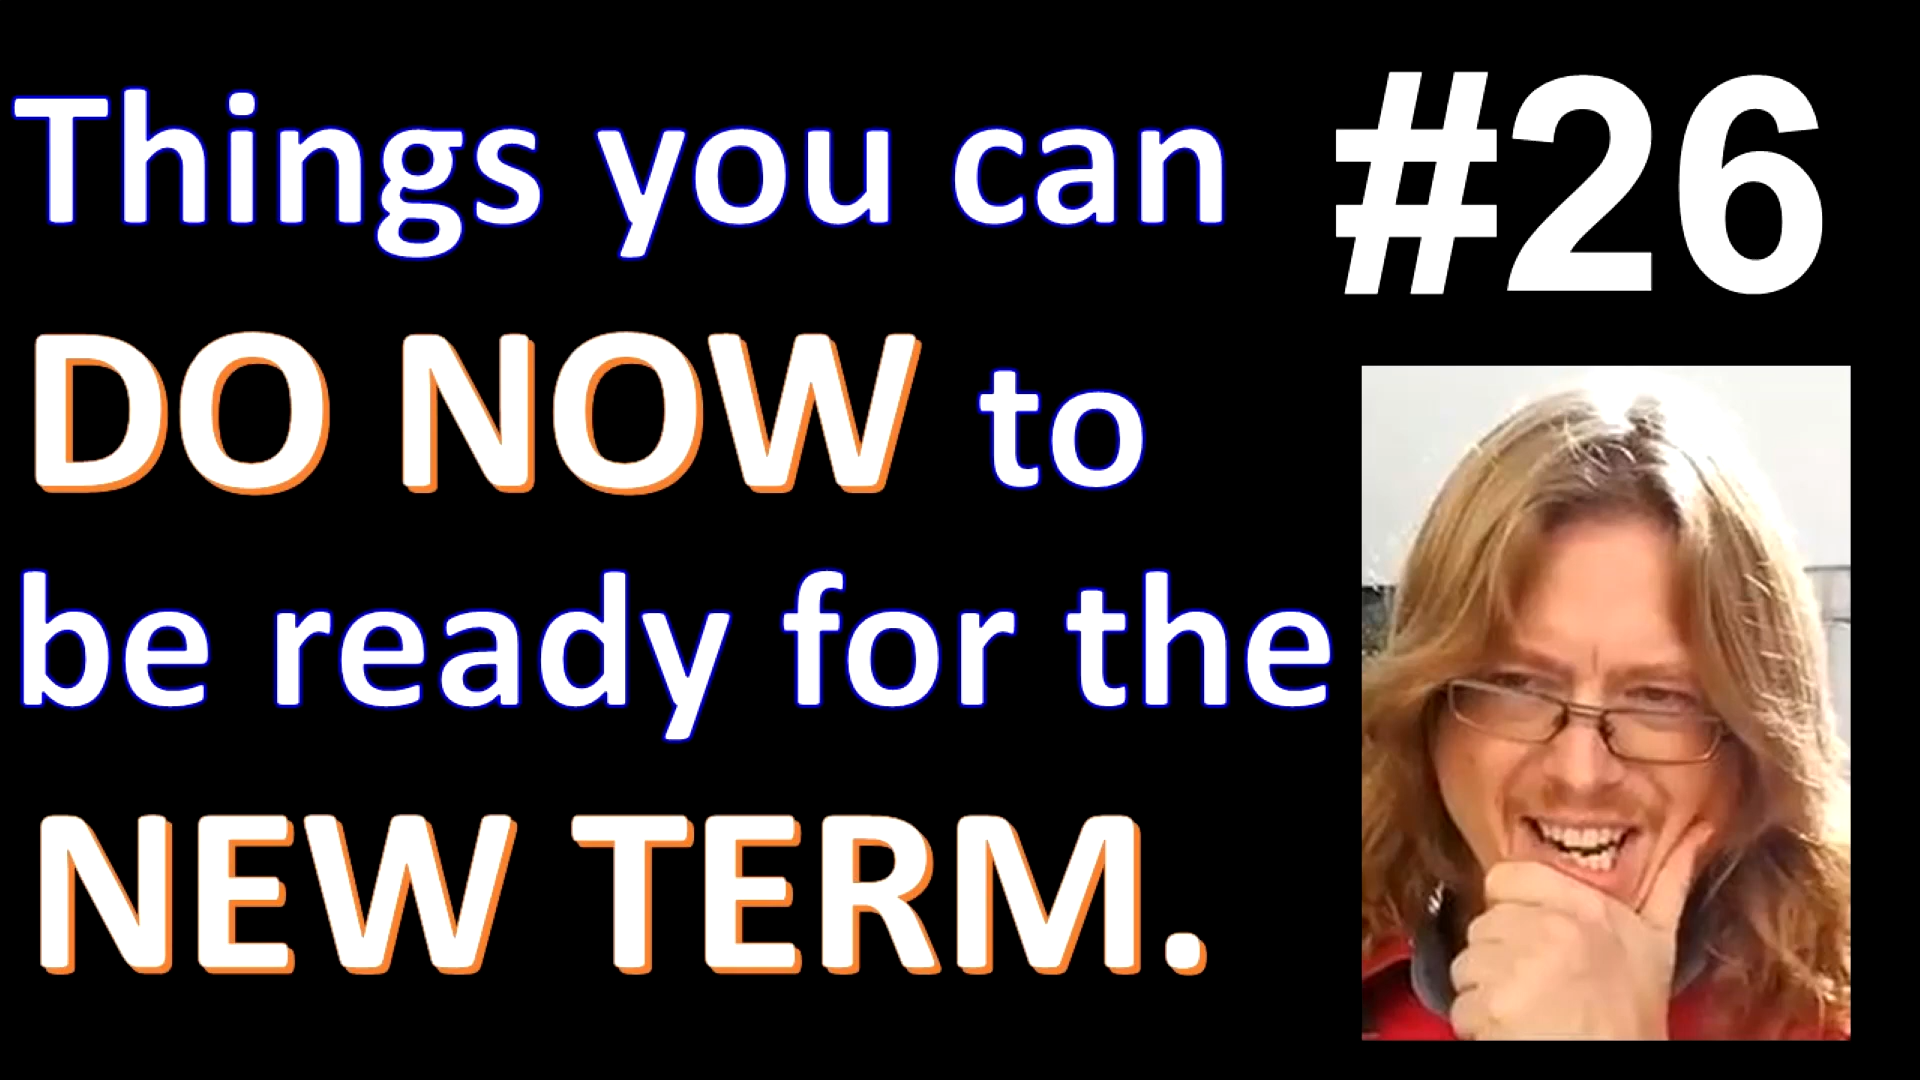 Things you can
DO NOW to
be ready for the
NEW TERM.
#26